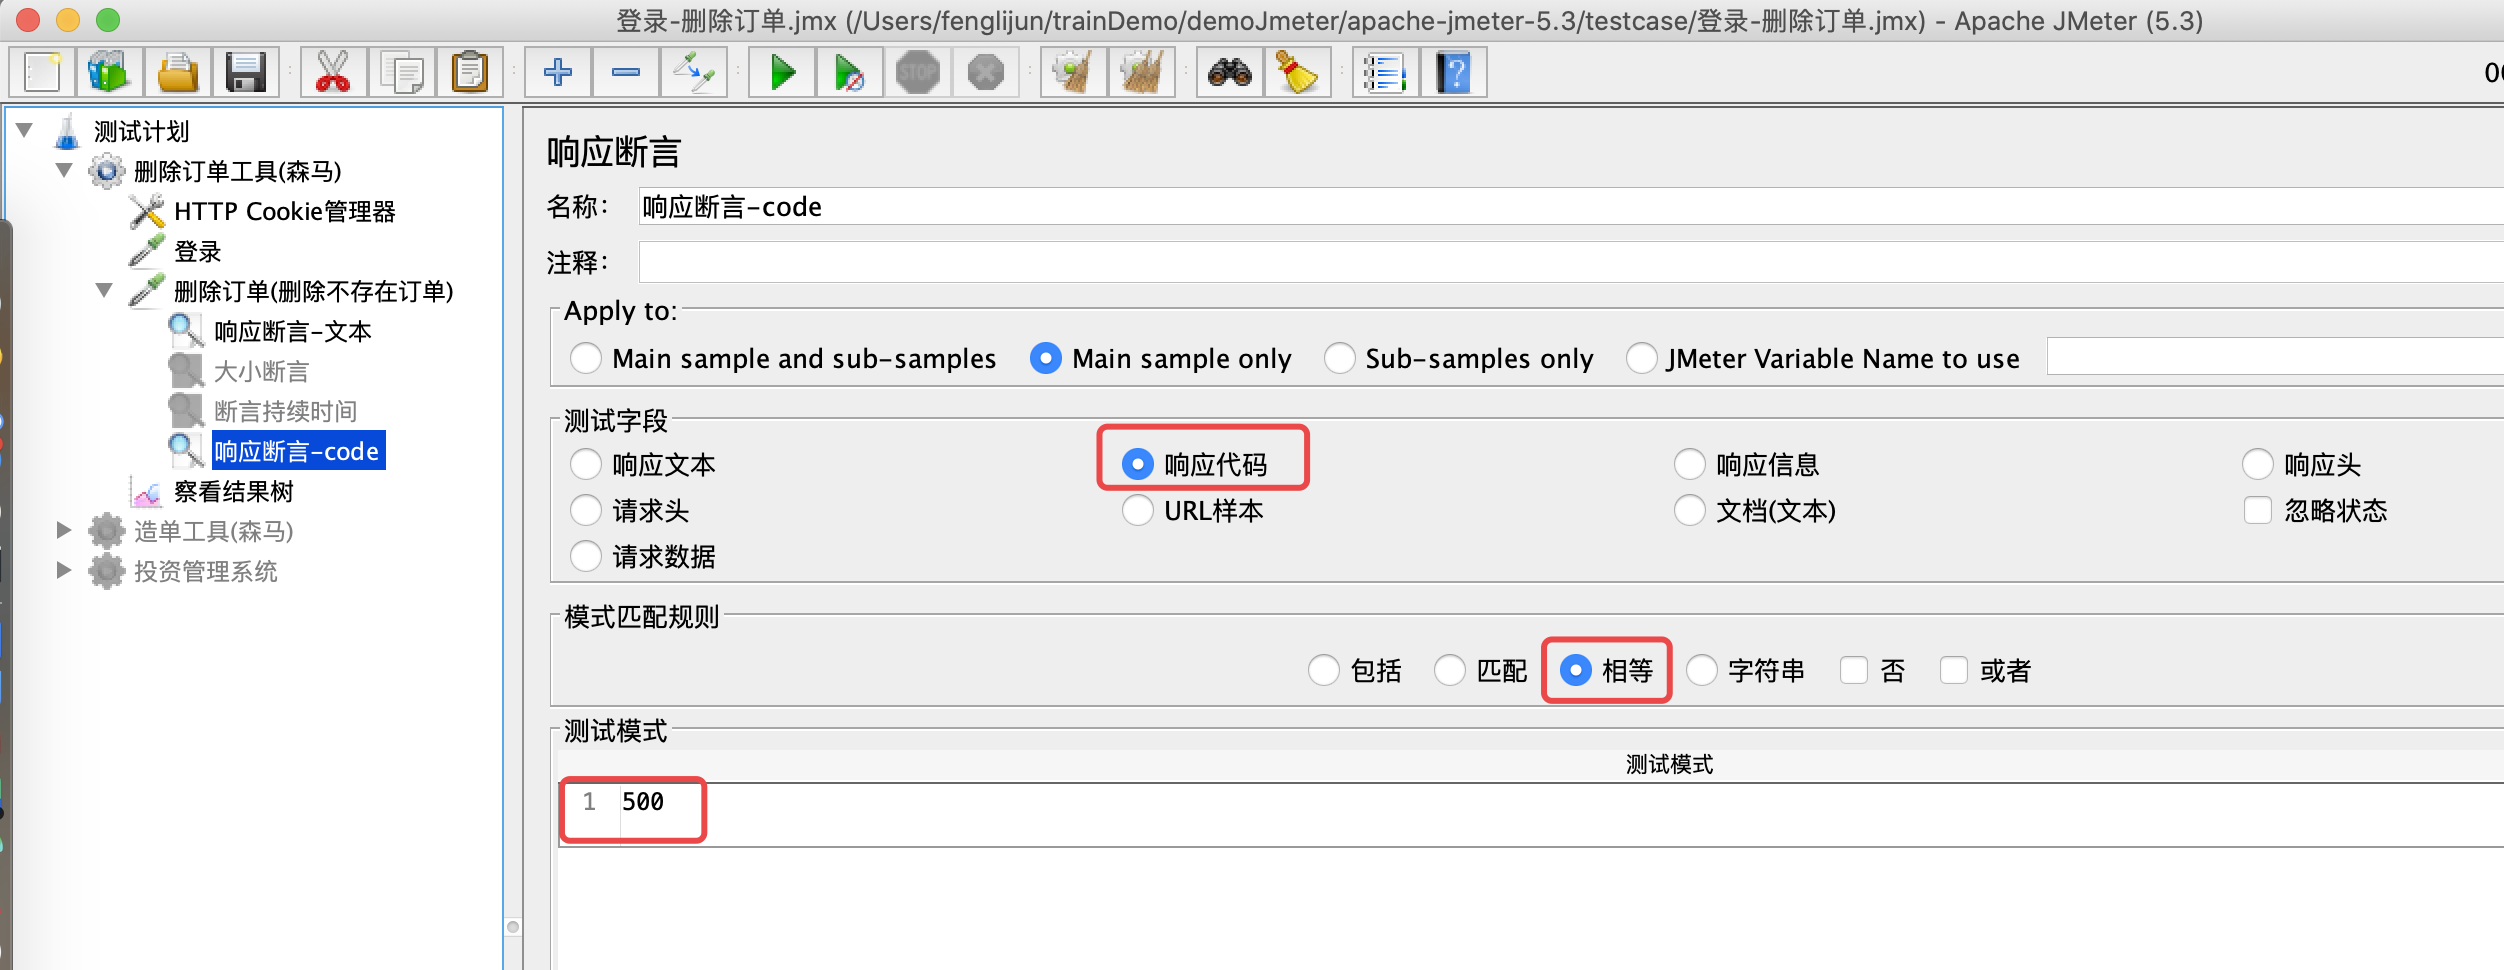 登录-删除订单.jmx (/Users/fenglijun/trainDemo/demoJmeter/apache-jmeter-5.3/testcase/登录-删除订单.jmx) - Apache JMeter (5.3)
STOP
测试计划
删除订单工具(森马)
HTTP Cookie管理器
登录
删除订单(删除不存在订单)
响应断言-文本
大小断言
断言持续时间
响应断言-code
察看结果树
造单工具(森马)
投资管理系统
响应断言
名称： 响应断言-code
注释：
Apply to:
Main sample and sub-samples Main sample only Sub-samples only JMeter Variable Name to use
测试字段
响应文本 响应代码 响应信息 响应头
请求头 URL样本 文档(文本) 忽略状态
请求数据
模式匹配规则
包括 匹配 相等 字符串 否 或者
测试模式
测试模式
1 500